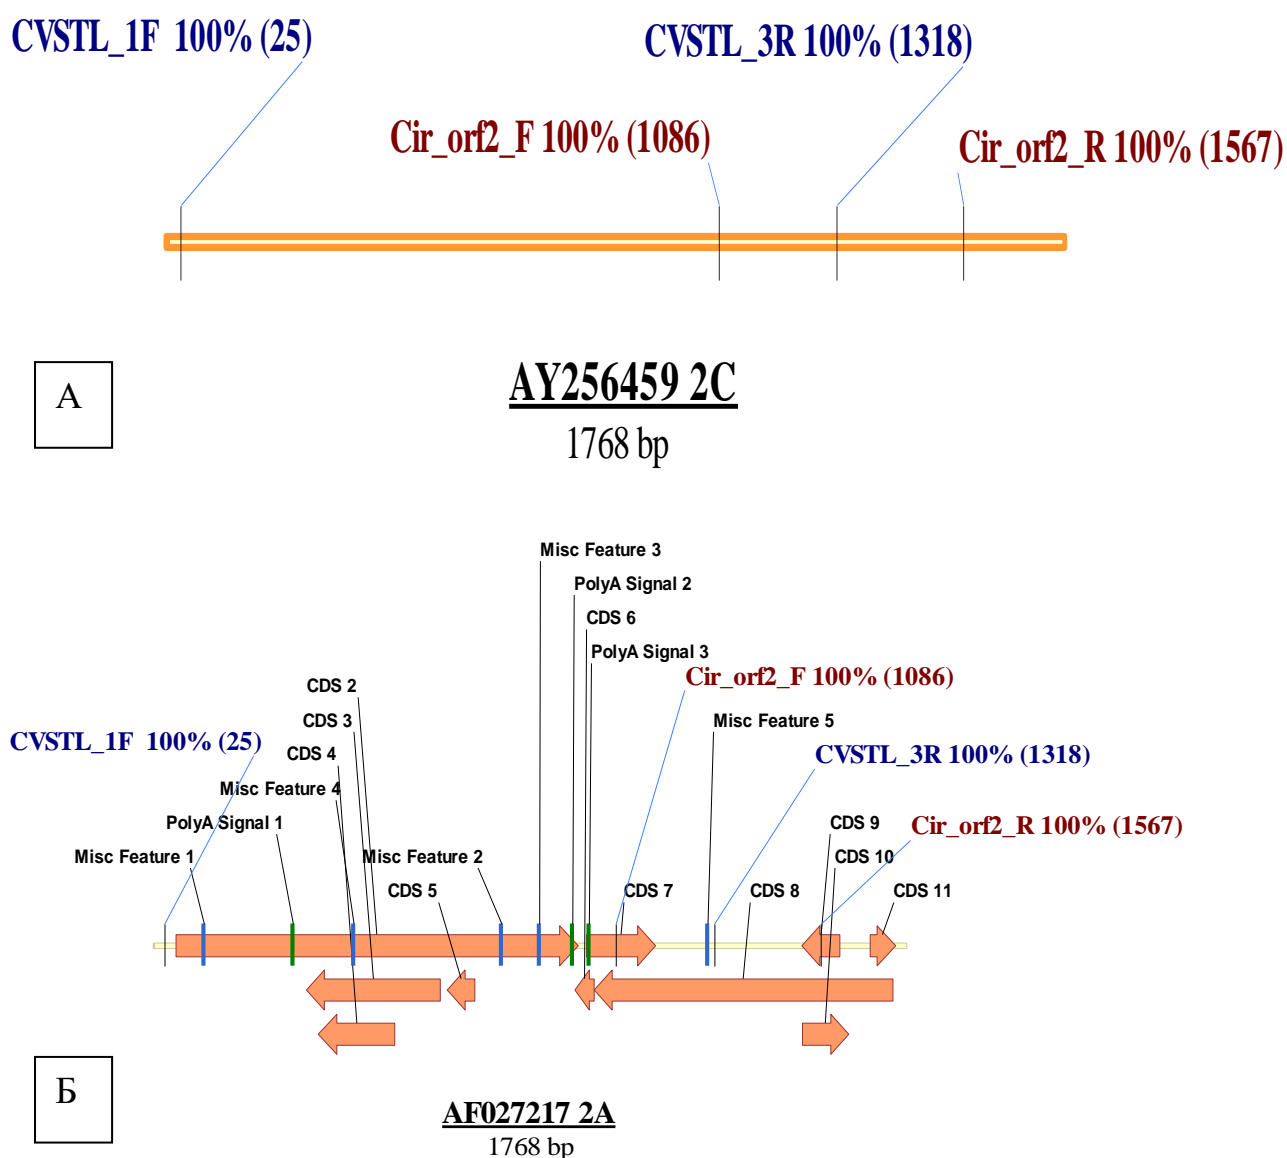 CVSTL_1F 100% (25)
CVSTL_3R 100% (1318)
Cir_orf2_F 100% (1086)
Cir_orf2_R 100% (1567)
А
AY256459 2C
1768 bp
Misc Feature 3
PolyA Signal 2
CDS 6
PolyA Signal 3
Cir_orf2_F 100% (1086)
CDS 2
CDS 3
Misc Feature 5
CVSTL_1F 100% (25)
CDS 4
CVSTL_3R 100% (1318)
Misc Feature 4
PolyA Signal 1
CDS 9
Cir_orf2_R 100% (1567)
Misc Feature 1
Misc Feature 2
CDS 10
CDS 5
CDS 7
CDS 8
CDS 11
Б
AF027217 2A
1768 bp